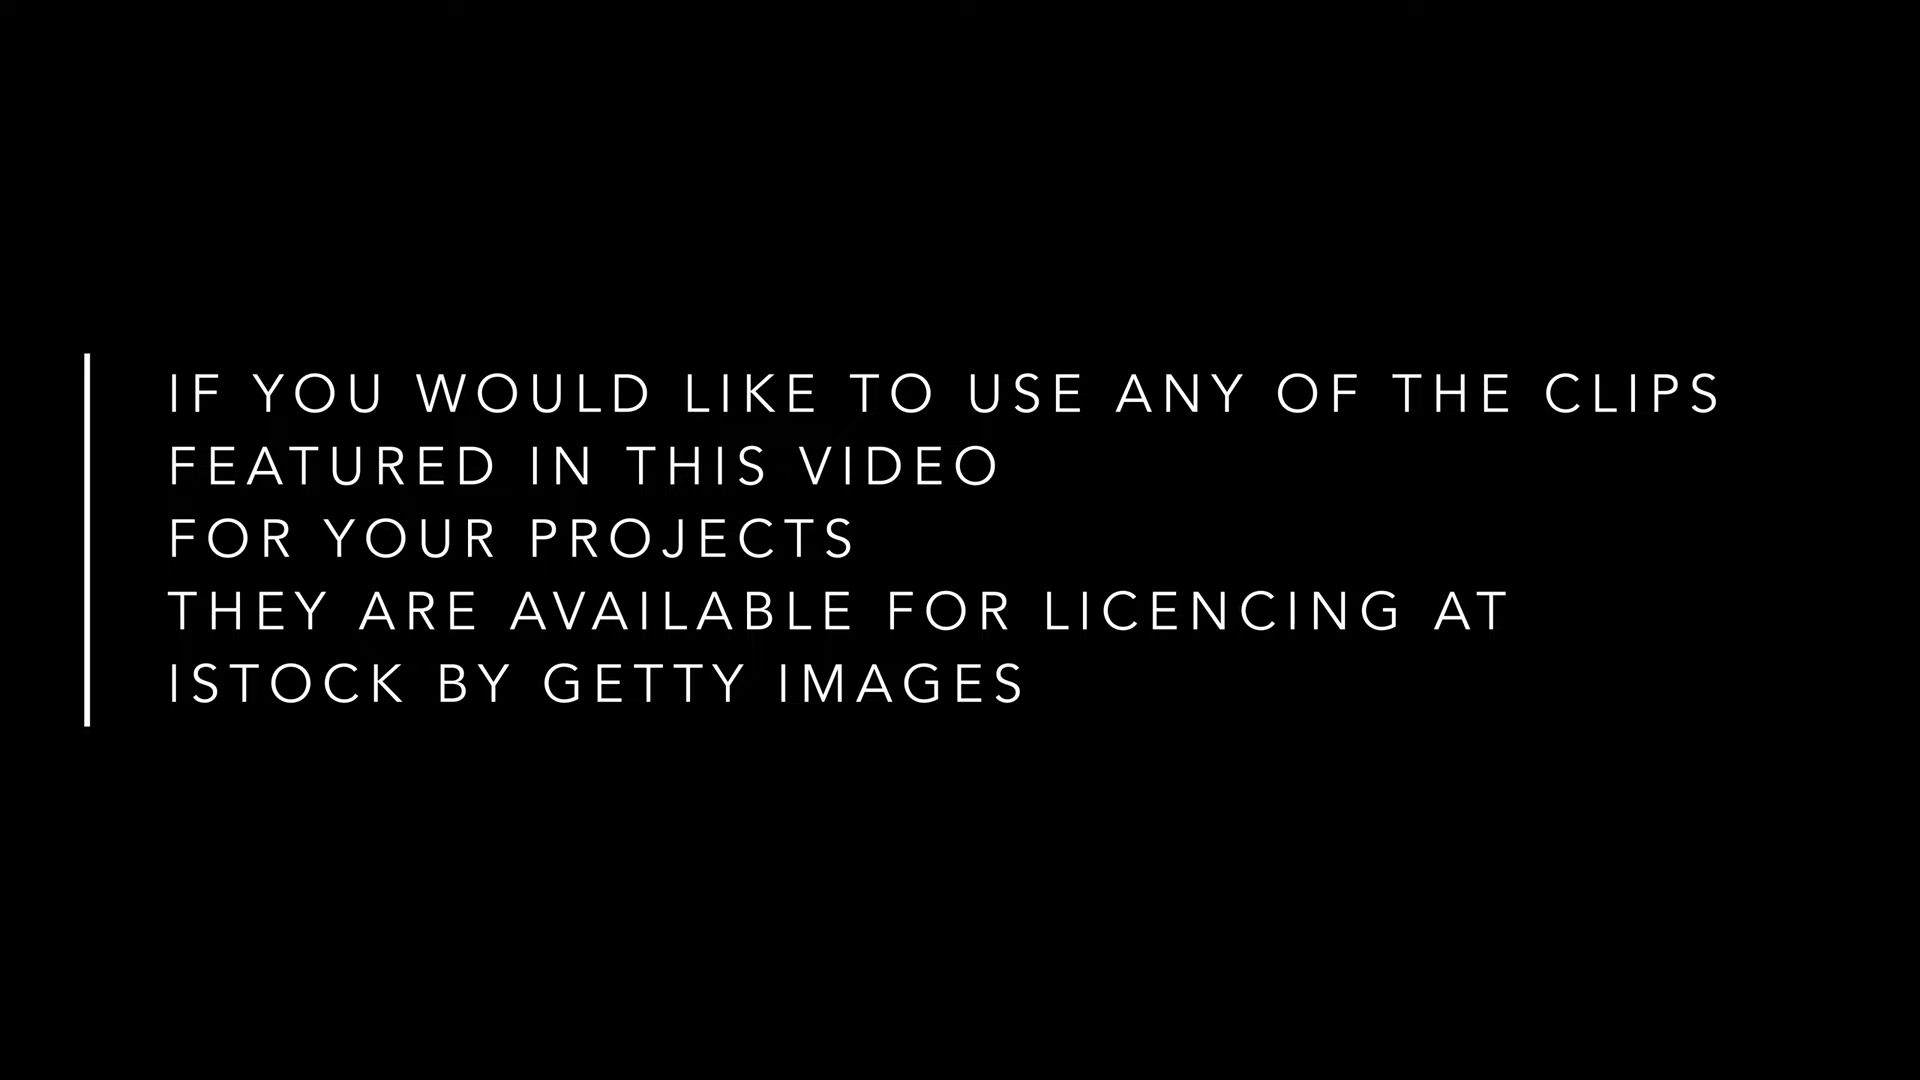 IF YOU WOULD LIKE TO USE ANY OF THE CLIPS
FEATURED IN THIS VIDEO
FOR YOUR PROJECTS
THEY ARE AVAILABLE FOR LICENCING AT
ISTOCK BY GETTY IMAGES